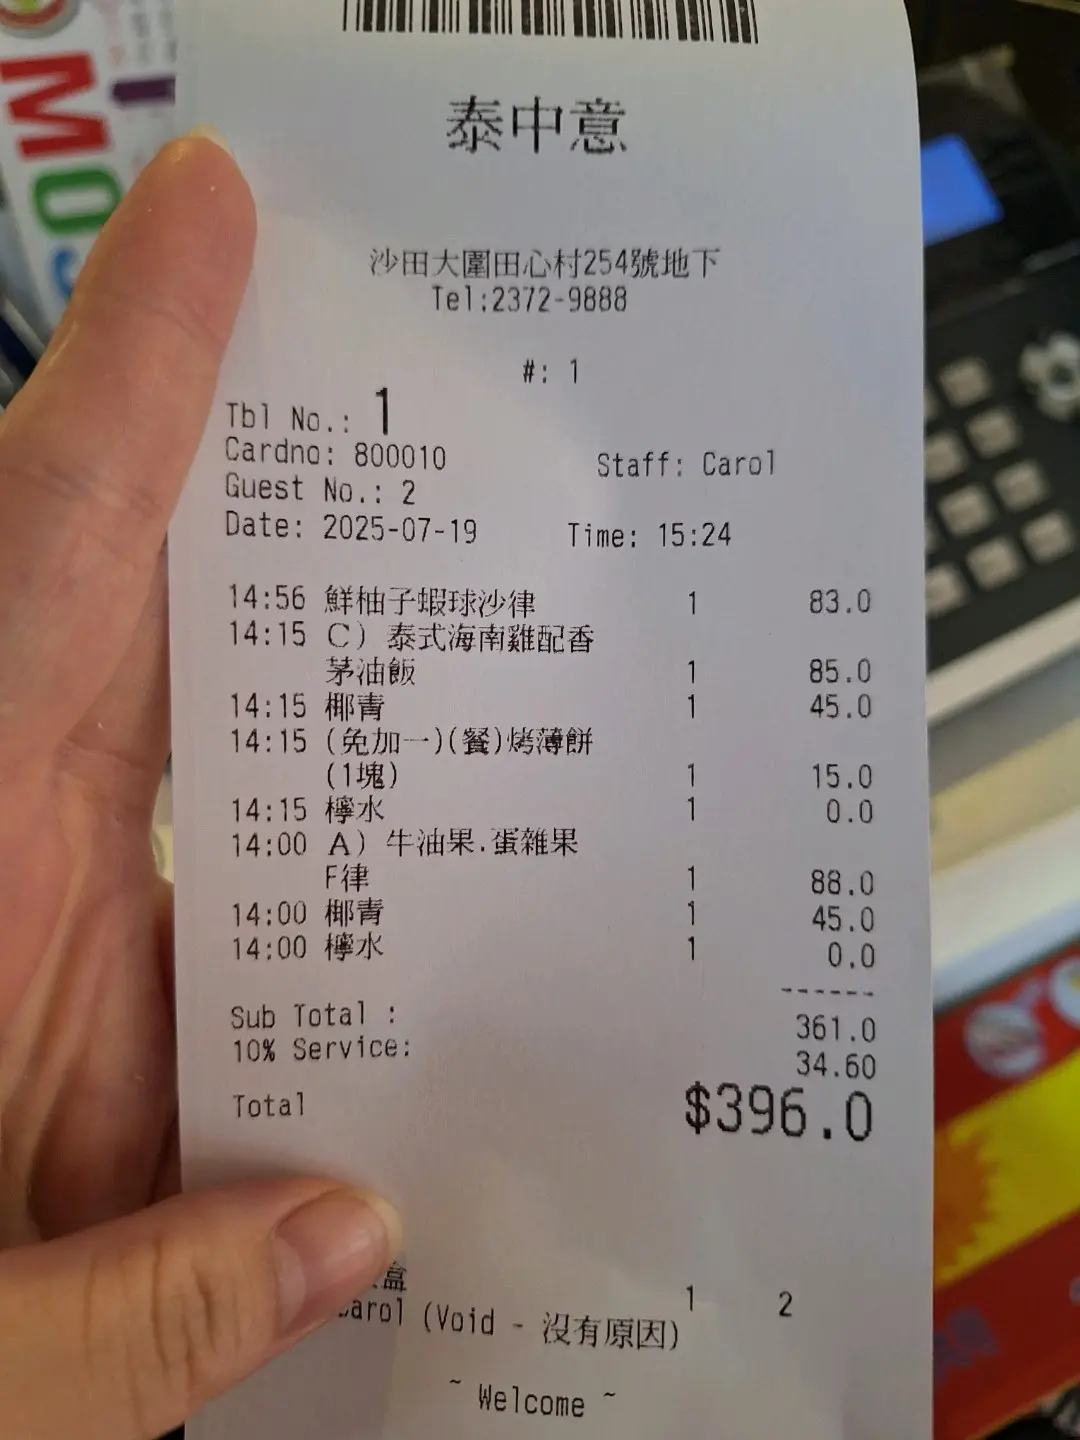 MOS
泰中意
沙田大圍田心村254號地下
Tel:2372-9888
#: 1
Tbl No.: 1
Cardno: 800010 Staff: Carol
Guest No.: 2
Date: 2025-07-19 Time: 15:24
14:56 鮮柚子蝦球沙律 1 83.0
14:15 C) 泰式海南雞配香
茅油飯 1 85.0
14:15 椰青 1 45.0
14:15 (免加一)(餐)烤薄餅
(1塊) 1 15.0
14:15 檸水 1 0.0
14:00 A) 牛油果.蛋雜果
F律 1 88.0
14:00 椰青 1 45.0
14:00 檸水 1 0.0
------
Sub Total : 361.0
10% Service: 34.60
Total $396.0
盒 1 2
arol (Void - 沒有原因)
~ Welcome ~